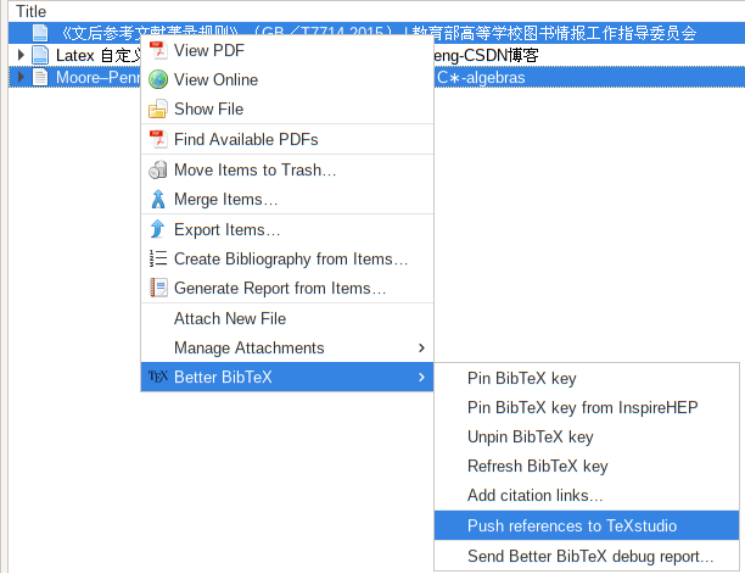 Title
《文后参考文献著录规则》（GB／T7714-2015）| 教育部高等学校图书情报工作指导委员会
Latex 自定义
eng-CSDN博客
Moore–Penr
C∗-algebras
View PDF
View Online
Show File
Find Available PDFs
Move Items to Trash…
Merge Items…
Export Items…
Create Bibliography from Items…
Generate Report from Items…
Attach New File
Manage Attachments
TEX Better BibTeX
Pin BibTeX key
Pin BibTeX key from InspireHEP
Unpin BibTeX key
Refresh BibTeX key
Add citation links…
Push references to TeXstudio
Send Better BibTeX debug report…